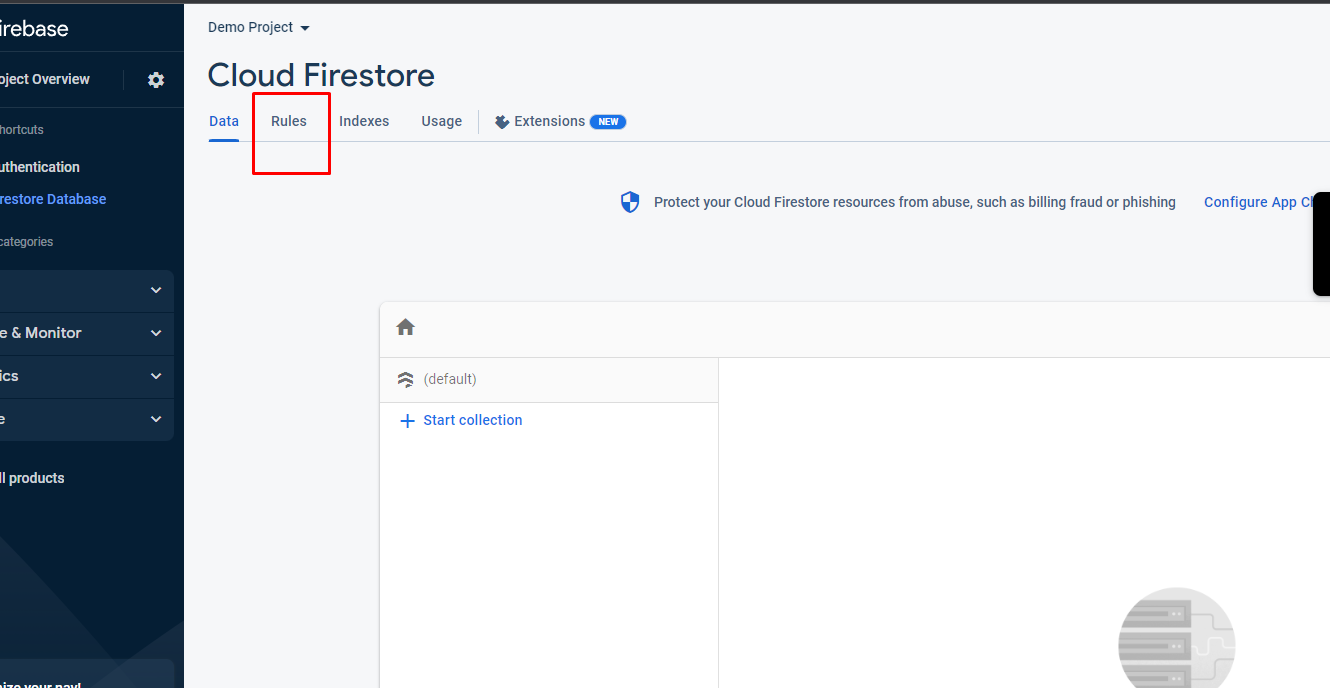 irebase
Demo Project
Cloud Firestore
oject Overview
hortcuts
Data Rules Indexes Usage Extensions NEW
uthentication
restore Database
Protect your Cloud Firestore resources from abuse, such as billing fraud or phishing Configure App Ch
categories
e & Monitor
ics
(default)
e
Start collection
ll products
ize your nav!